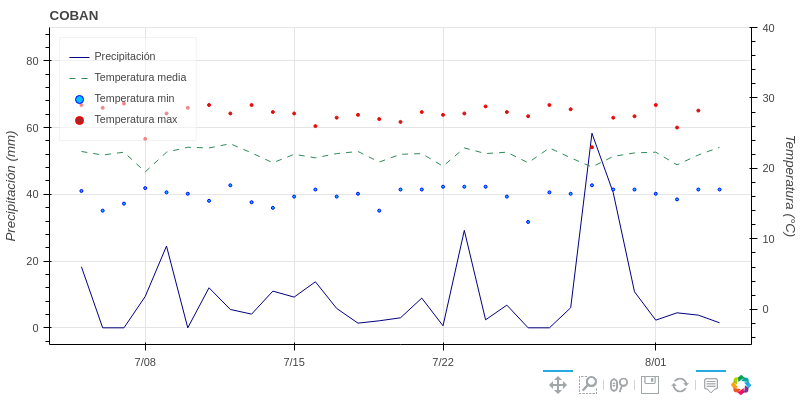 COBAN
Precipitación
Temperatura media
Temperatura min
Temperatura max
Precipitación (mm)
80
60
40
20
0
Temperatura (°C)
40
30
20
10
0
7/08
7/15
7/22
8/01